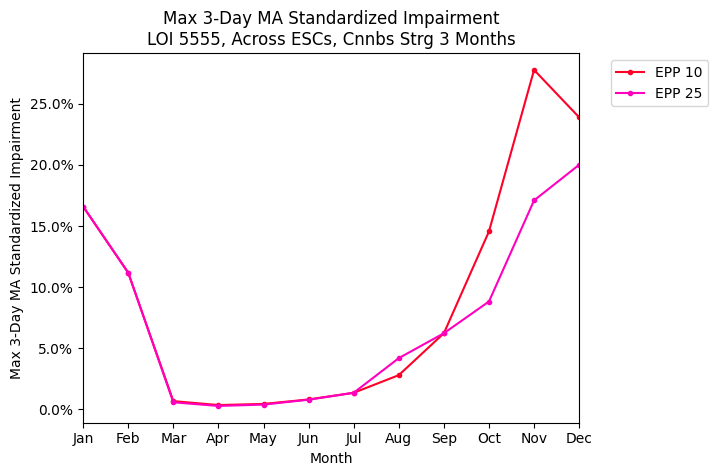 Max 3-Day MA Standardized Impairment
LOI 5555, Across ESCs, Cnnbs Strg 3 Months
EPP 10
EPP 25
Max 3-Day MA Standardized Impairment
25.0%
20.0%
15.0%
10.0%
5.0%
0.0%
Jan Feb Mar Apr May Jun Jul Aug Sep Oct Nov Dec
Month